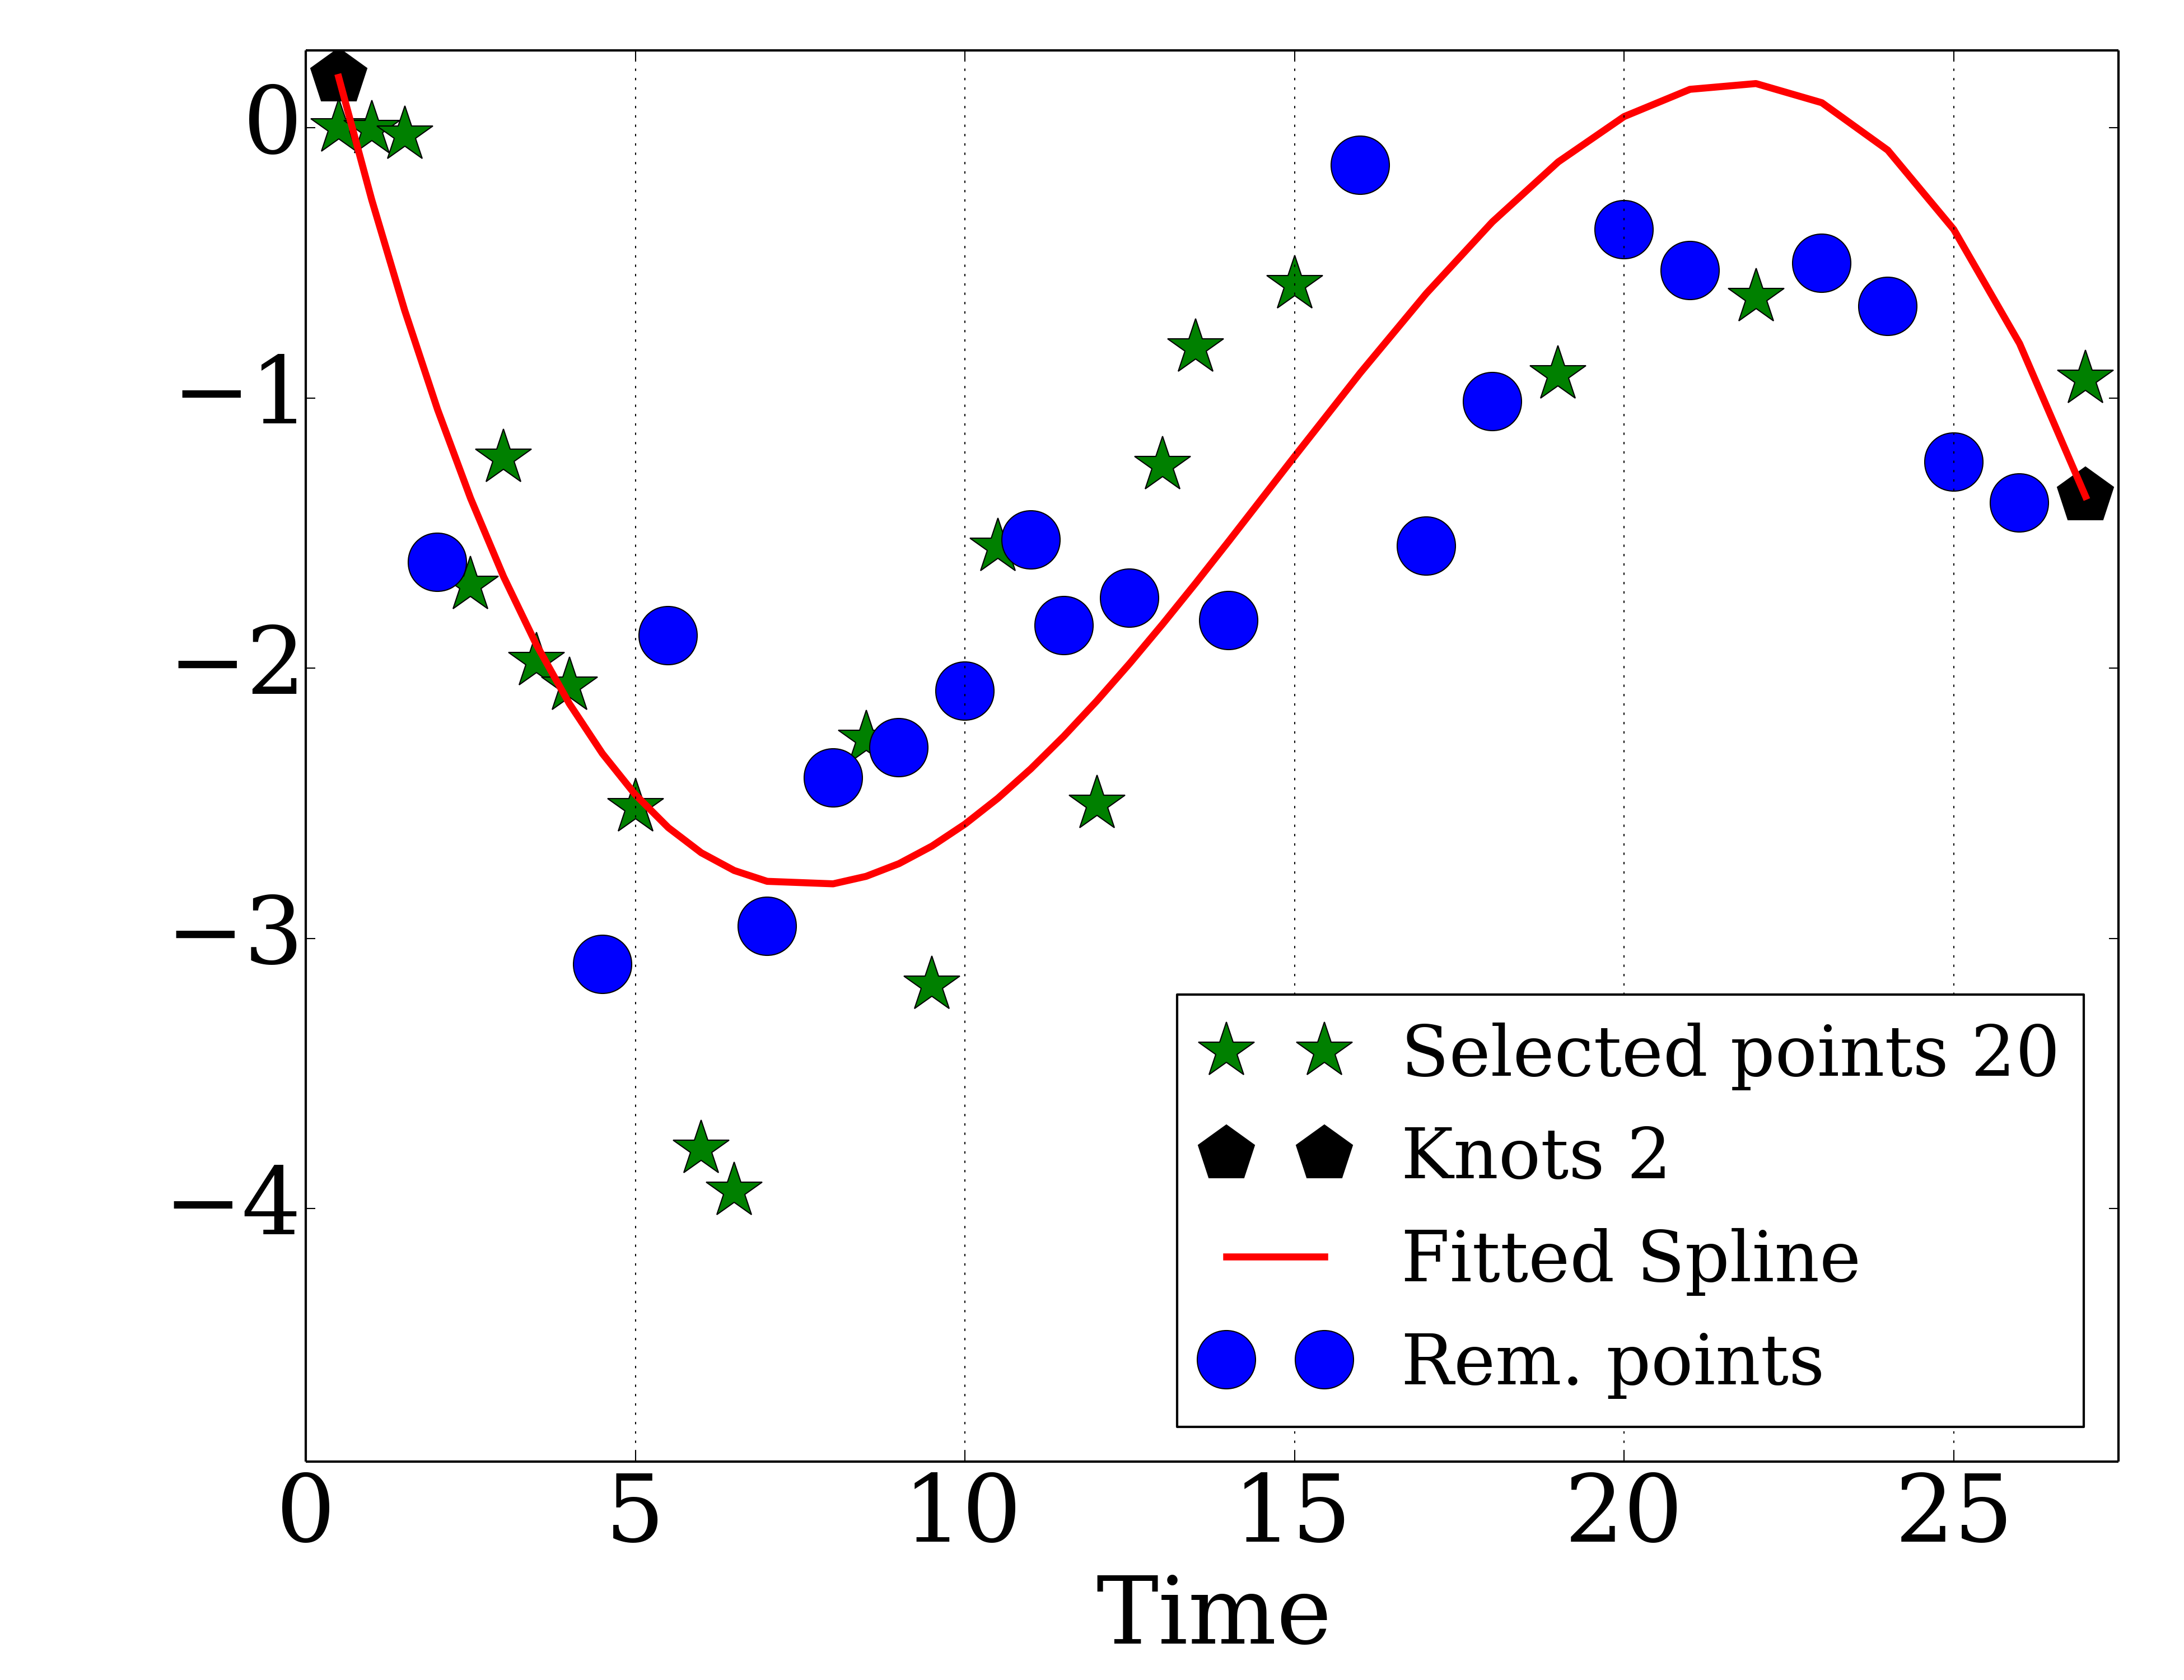 0
−1
−2
−3
−4
Selected points 20
Knots 2
Fitted Spline
Rem. points
0 5 10 15 20 25
Time